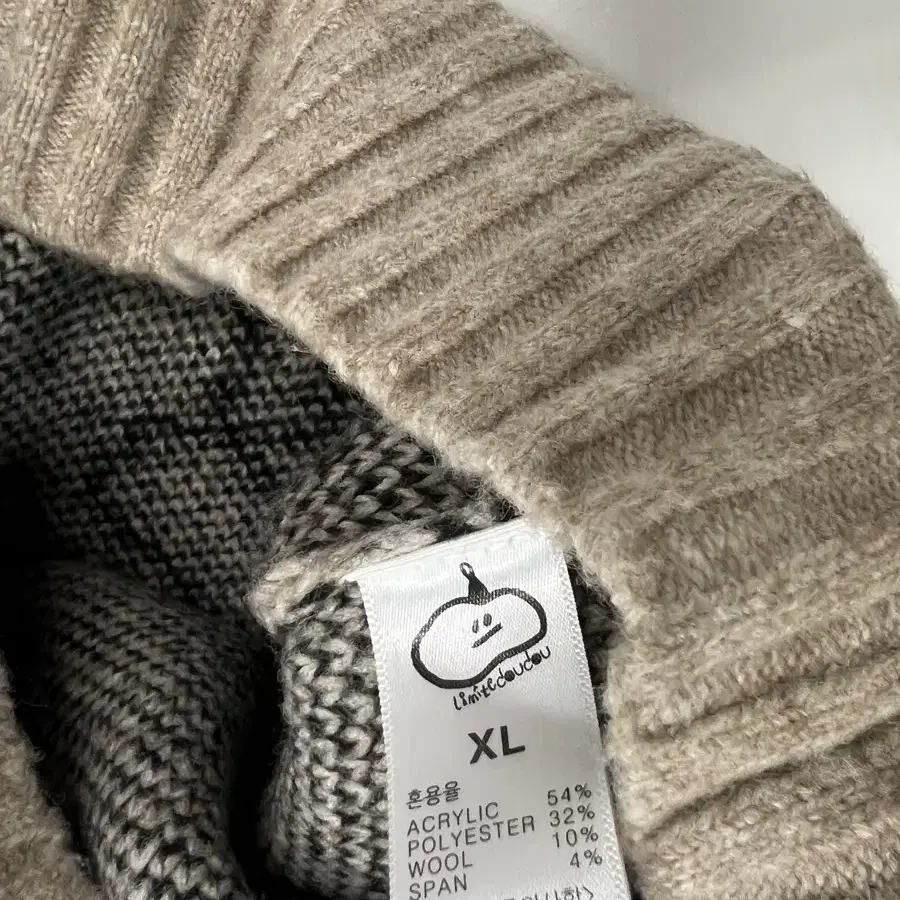 limitedoudou
XL
혼용율
ACRYLIC 54%
POLYESTER 32%
WOOL 10%
SPAN 4%